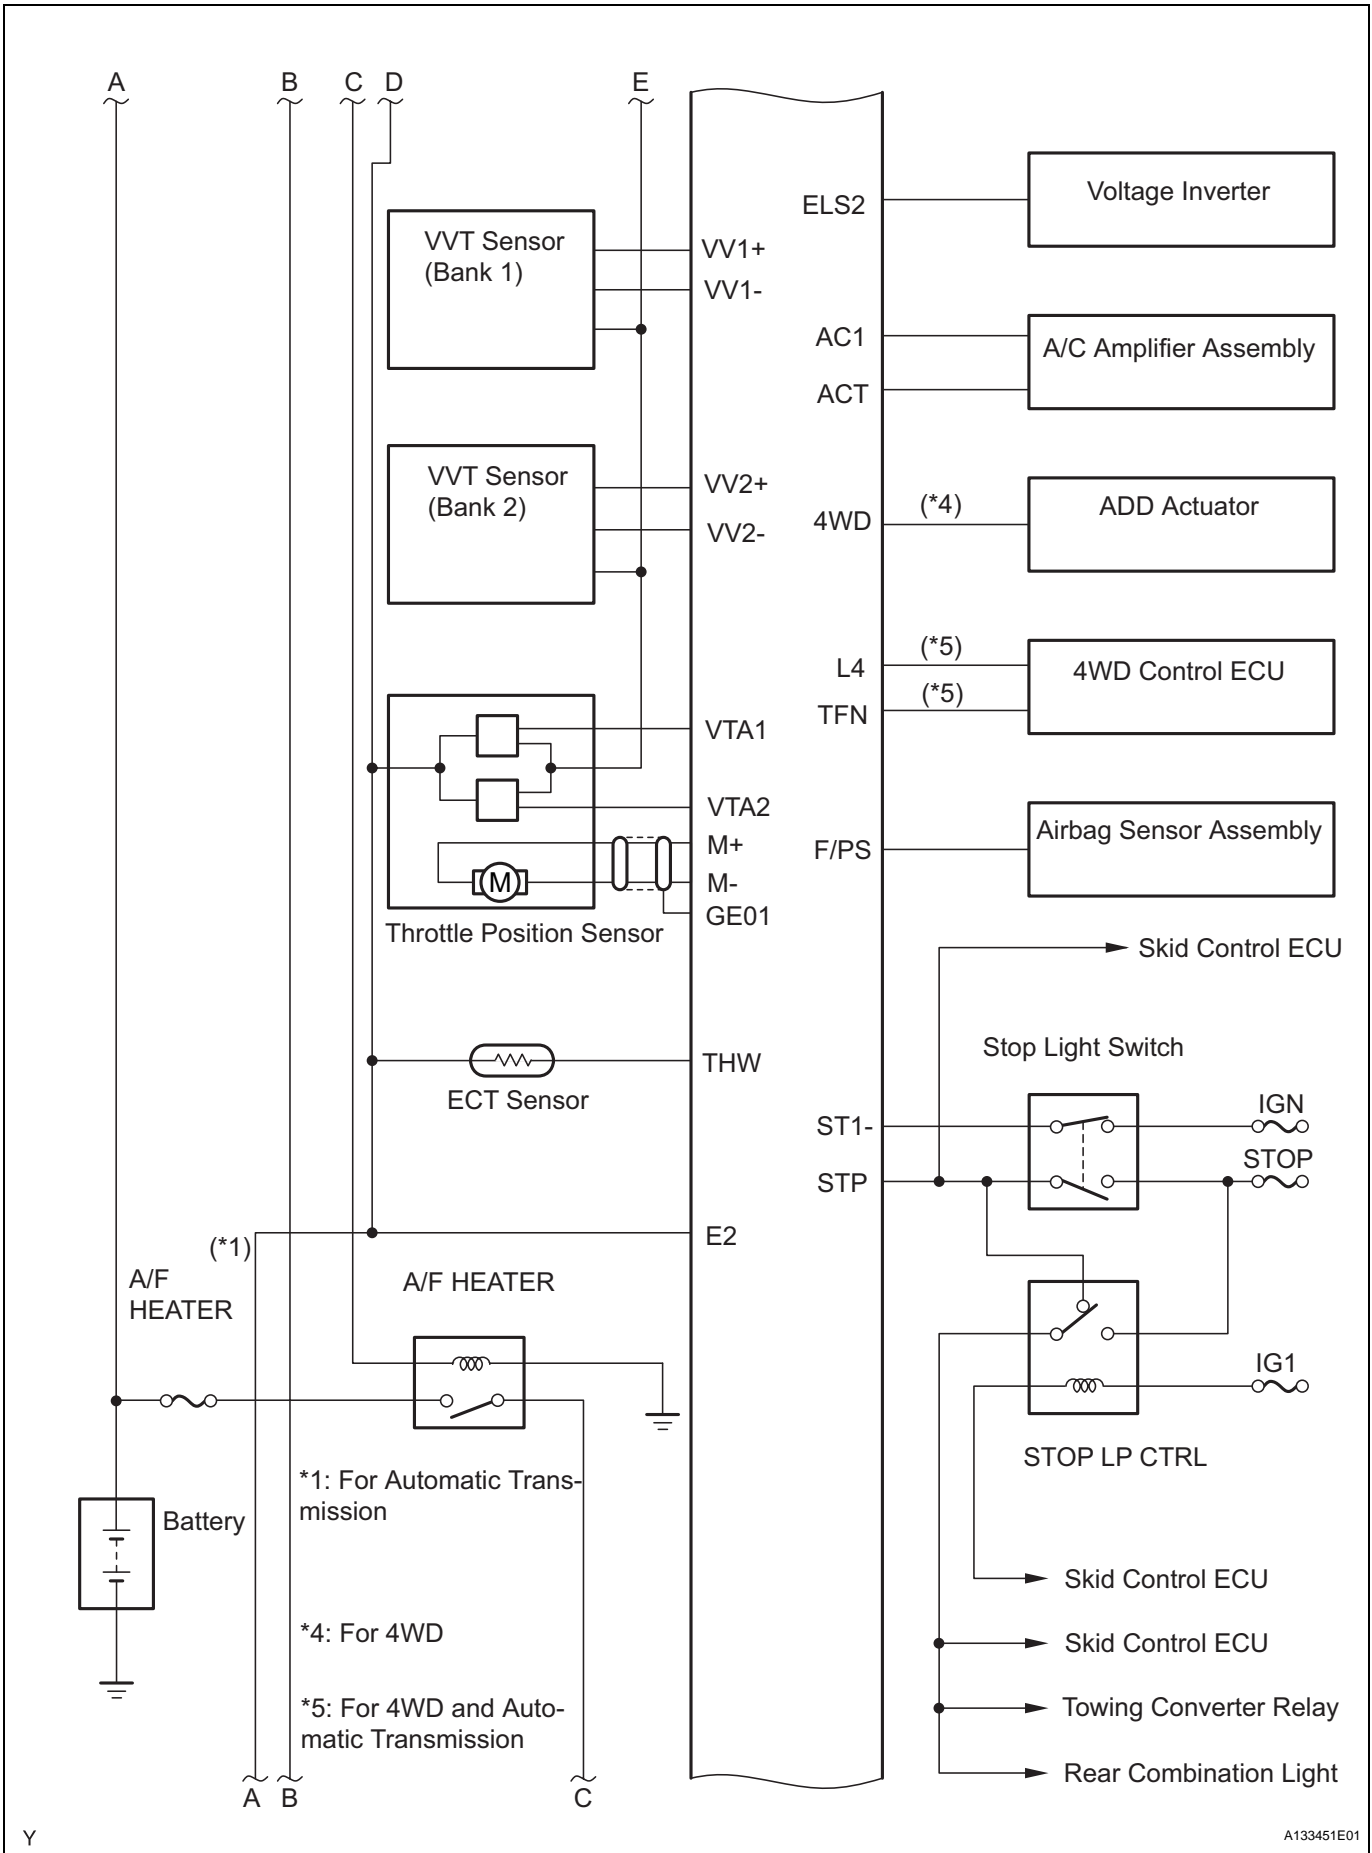 A
B
C
D
E
Voltage Inverter
ELS2
VVT Sensor
(Bank 1)
VV1+
VV1-
AC1
ACT
A/C Amplifier Assembly
VVT Sensor
(Bank 2)
VV2+
VV2-
4WD
(*4)
ADD Actuator
L4
(*5)
TFN
(*5)
4WD Control ECU
VTA1
VTA2
M+
M-
GE01
M
Throttle Position Sensor
F/PS
Airbag Sensor Assembly
Skid Control ECU
THW
ECT Sensor
Stop Light Switch
ST1-
IGN
STP
STOP
E2
(*1)
A/F
HEATER
A/F HEATER
IG1
STOP LP CTRL
*1: For Automatic Trans-
mission
Battery
Skid Control ECU
*4: For 4WD
Skid Control ECU
*5: For 4WD and Auto-
matic Transmission
Towing Converter Relay
Rear Combination Light
A
B
C
Y
A133451E01